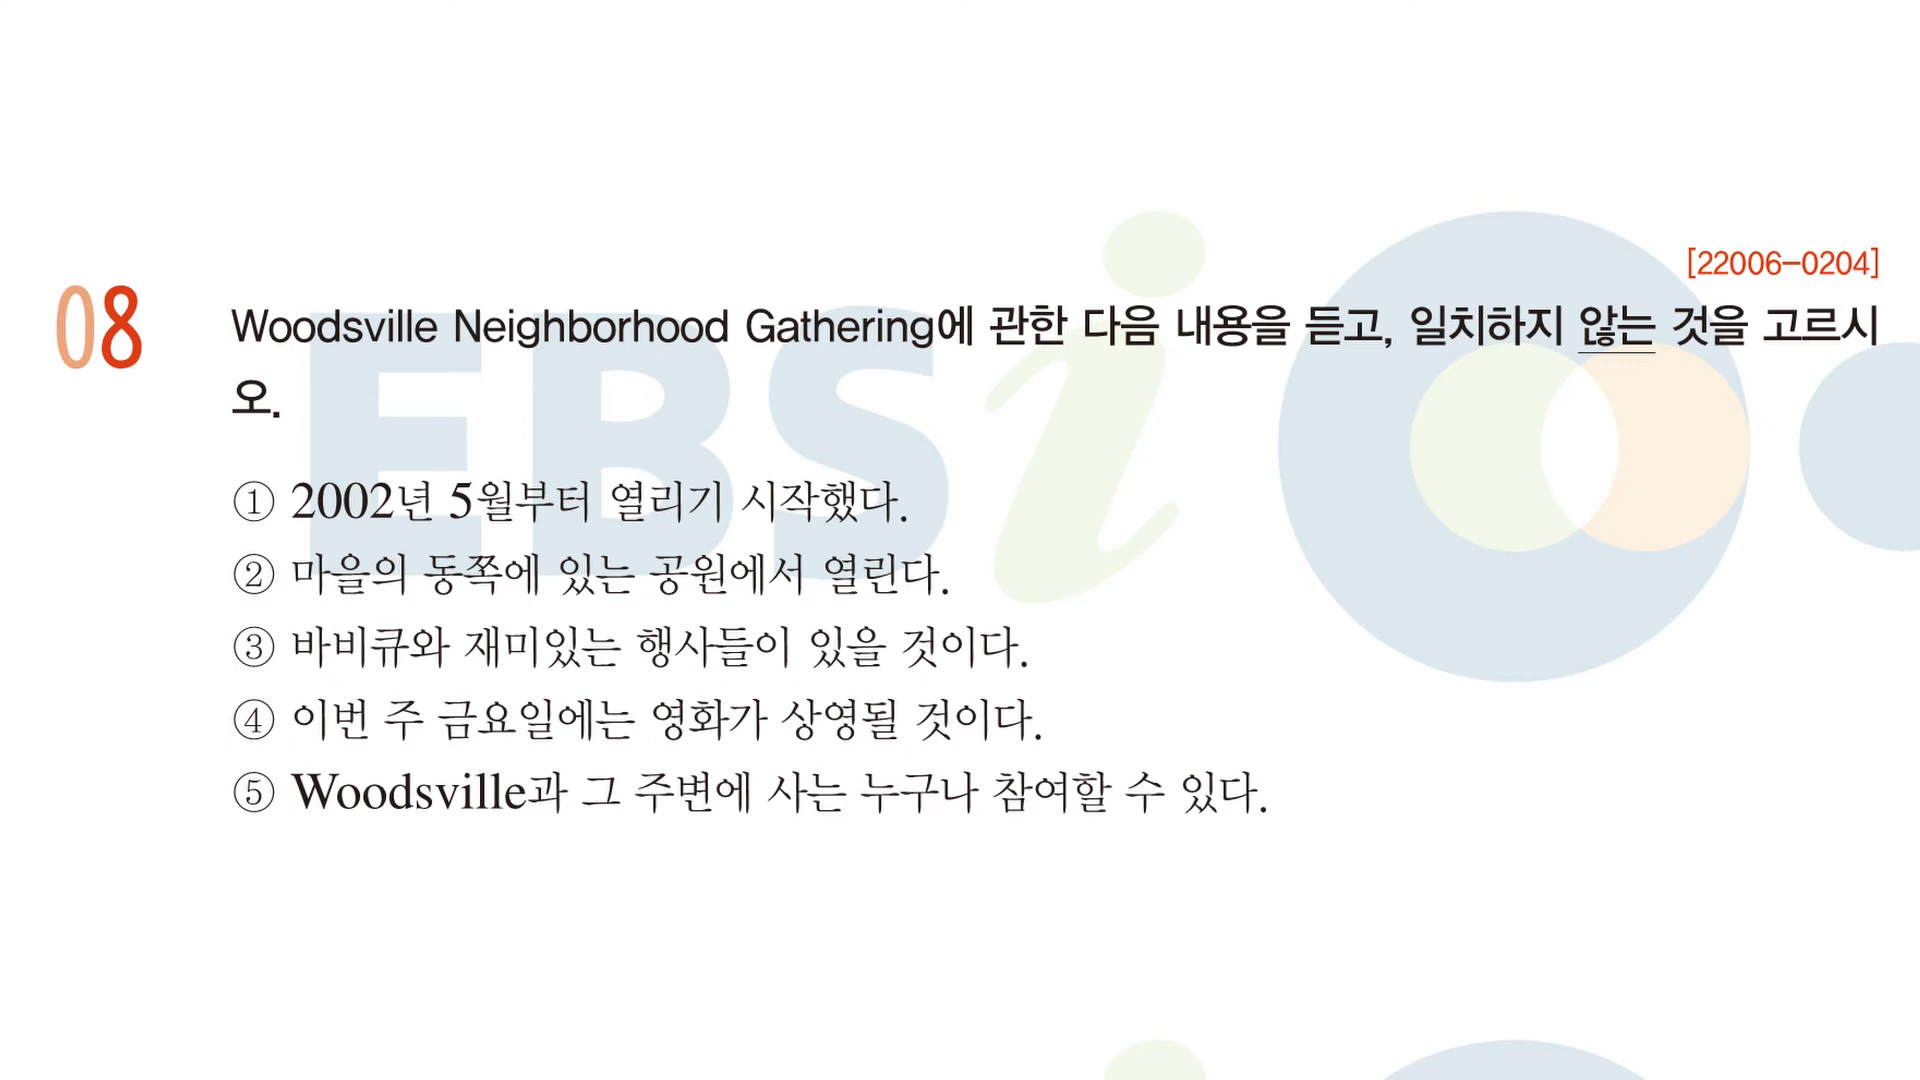 [22006-0204]
08 Woodsville Neighborhood Gathering에 관한 다음 내용을 듣고, 일치하지 않는 것을 고르시
오.
① 2002년 5월부터 열리기 시작했다.
② 마을의 동쪽에 있는 공원에서 열린다.
③ 바비큐와 재미있는 행사들이 있을 것이다.
④ 이번 주 금요일에는 영화가 상영될 것이다.
⑤ Woodsville과 그 주변에 사는 누구나 참여할 수 있다.
EBSi